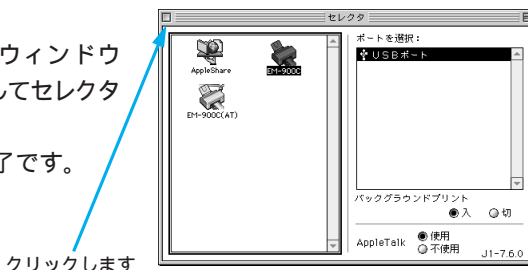 ウィンドウ
してセレクタ
了です。
クリックします
セレクタ
AppleShare
EM-900C
EM-900C(AT)
ポートを選択：
USBポート
バックグラウンドプリント
入 切
AppleTalk
使用
不使用
J1-7.6.0